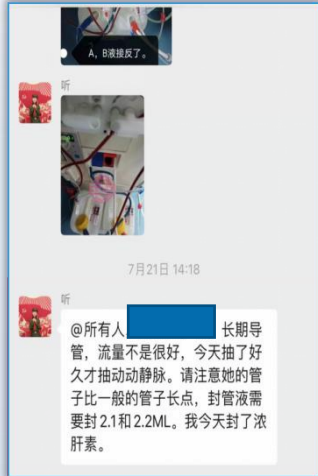 A，B液接反了。
听
7月21日 14:18
听
@所有人 长期导
管，流量不是很好，今天抽了好
久才抽动动静脉。请注意她的管
子比一般的管子长点，封管液需
要封2.1和2.2ML。我今天封了浓
肝素。